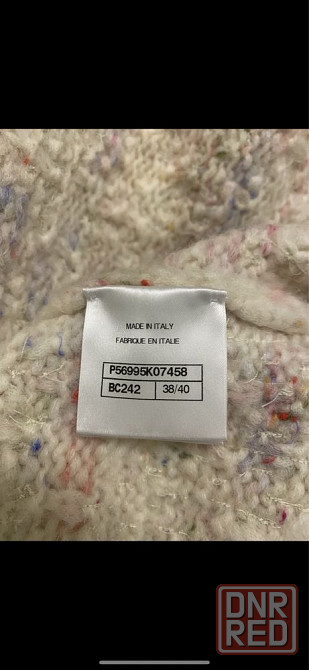 MADE IN ITALY
FABRIQUE EN ITALIE
P56995K07458
BC242 38/40
DNR
RED